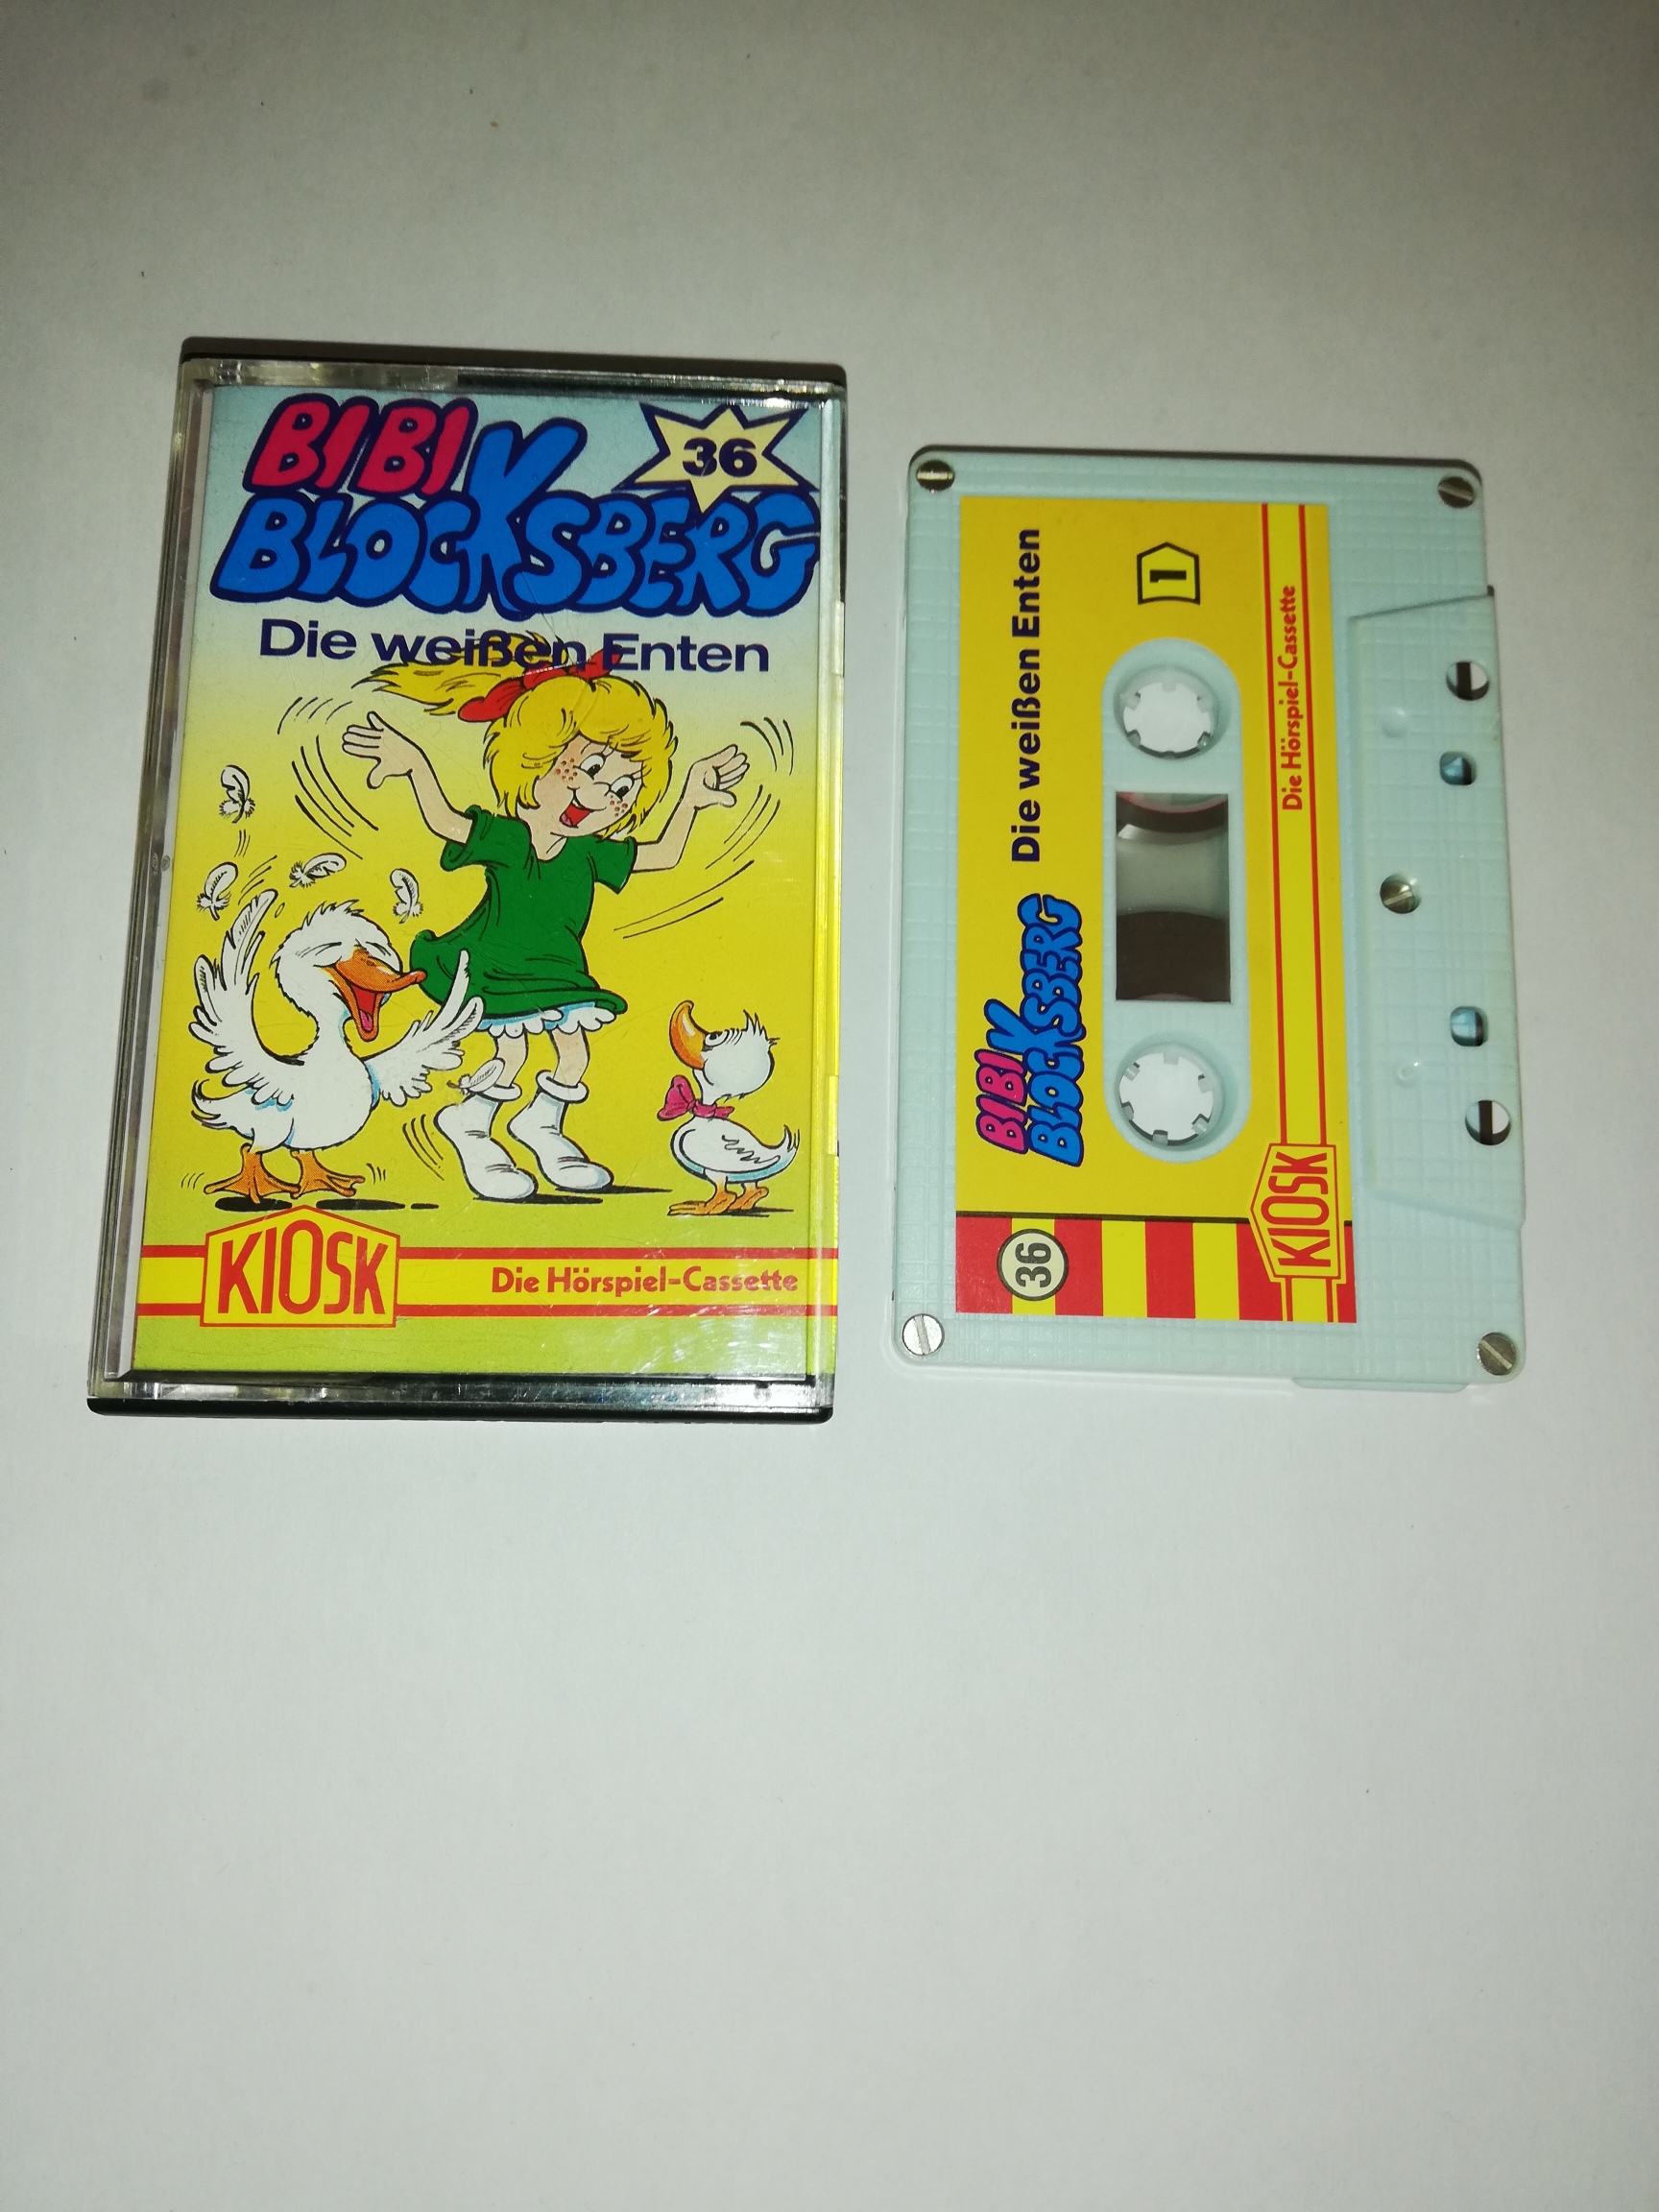 BIBI
36
BLOCKSBERG
Die weißen Enten
KIOSK
Die Hörspiel-Cassette
36
BIBI
BLOCKSBERG
Die weißen Enten
1
KIOSK
Die Hörspiel-Cassette